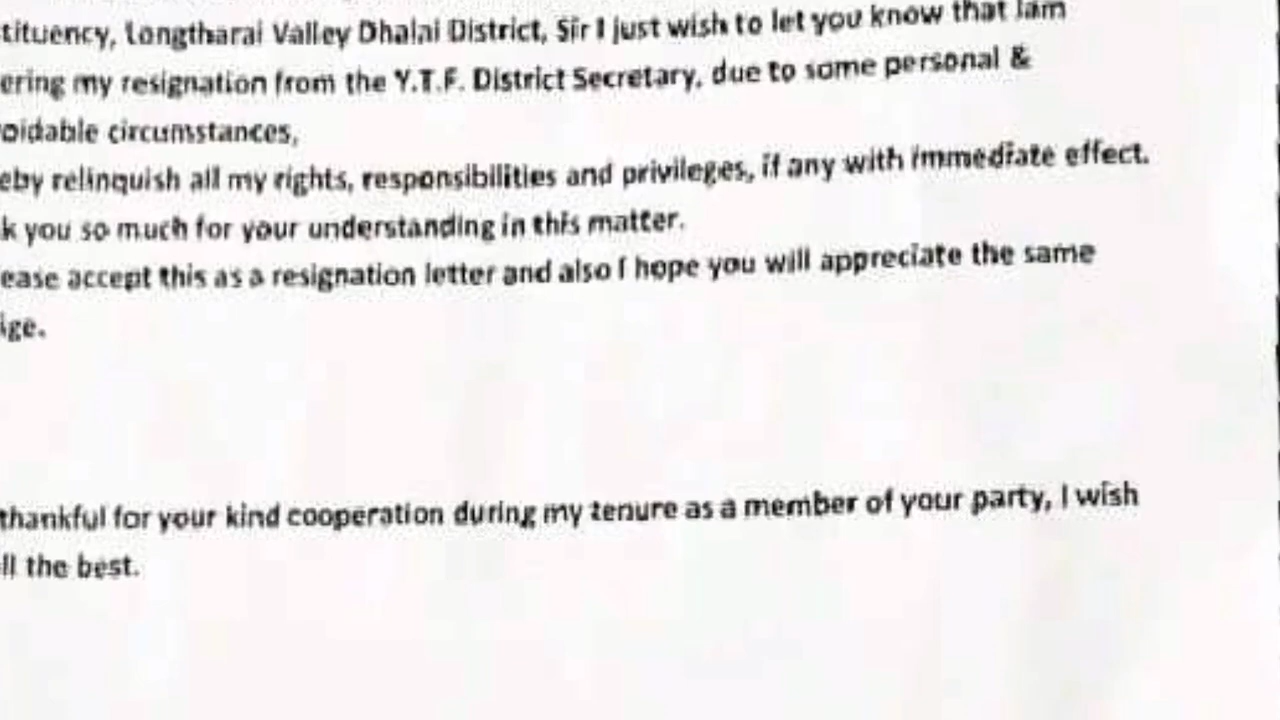 tituency, Longtharai Valley Dhalai District, Sir I just wish to let you know that Iam
ering my resignation from the Y.T.F. District Secretary, due to some personal &
oidable circumstances,
eby relinquish all my rights, responsibilities and privileges, if any with immediate effect.
k you so much for your understanding in this matter.
ease accept this as a resignation letter and also I hope you will appreciate the same
ige.
thankful for your kind cooperation during my tenure as a member of your party, I wish
ll the best.